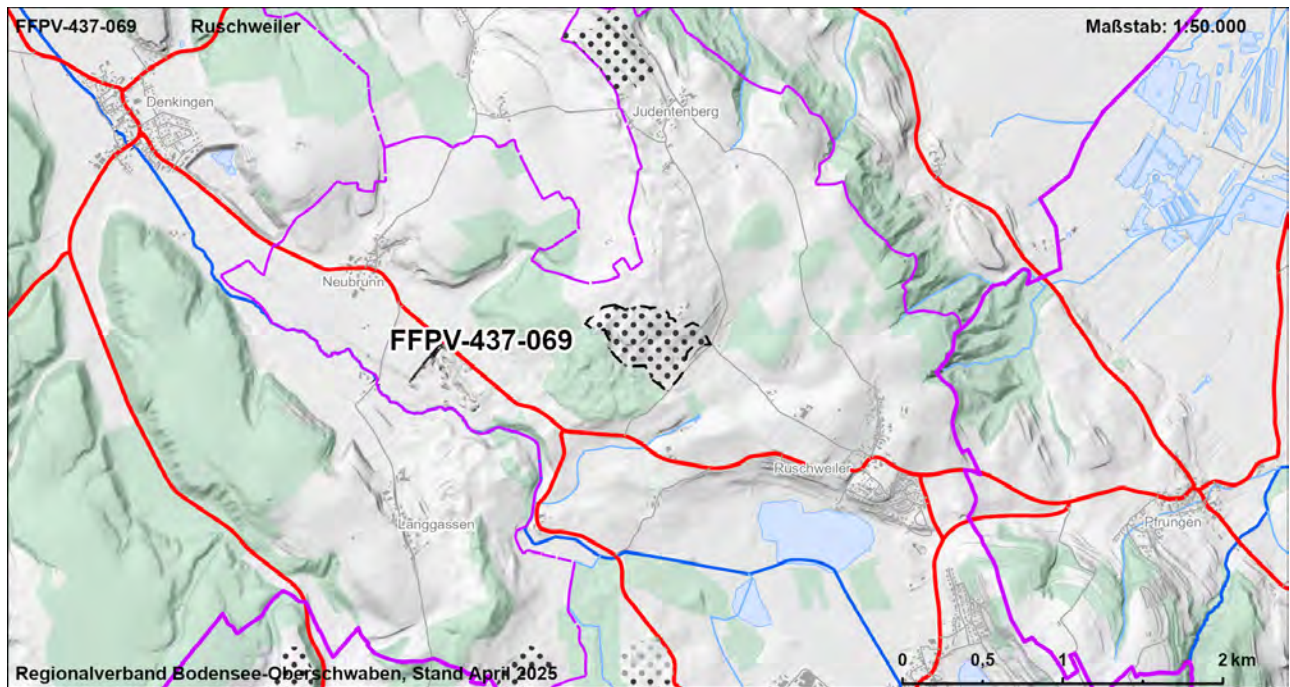 FFPV-437-069 Ruschweiler Maßstab: 1:50.000
Denkingen
Judentenberg
Neubrunn
FFPV-437-069
Ruschweiler
Langgassen
Pfrungen
0 0,5 1 2 km
Regionalverband Bodensee-Oberschwaben, Stand April 2025